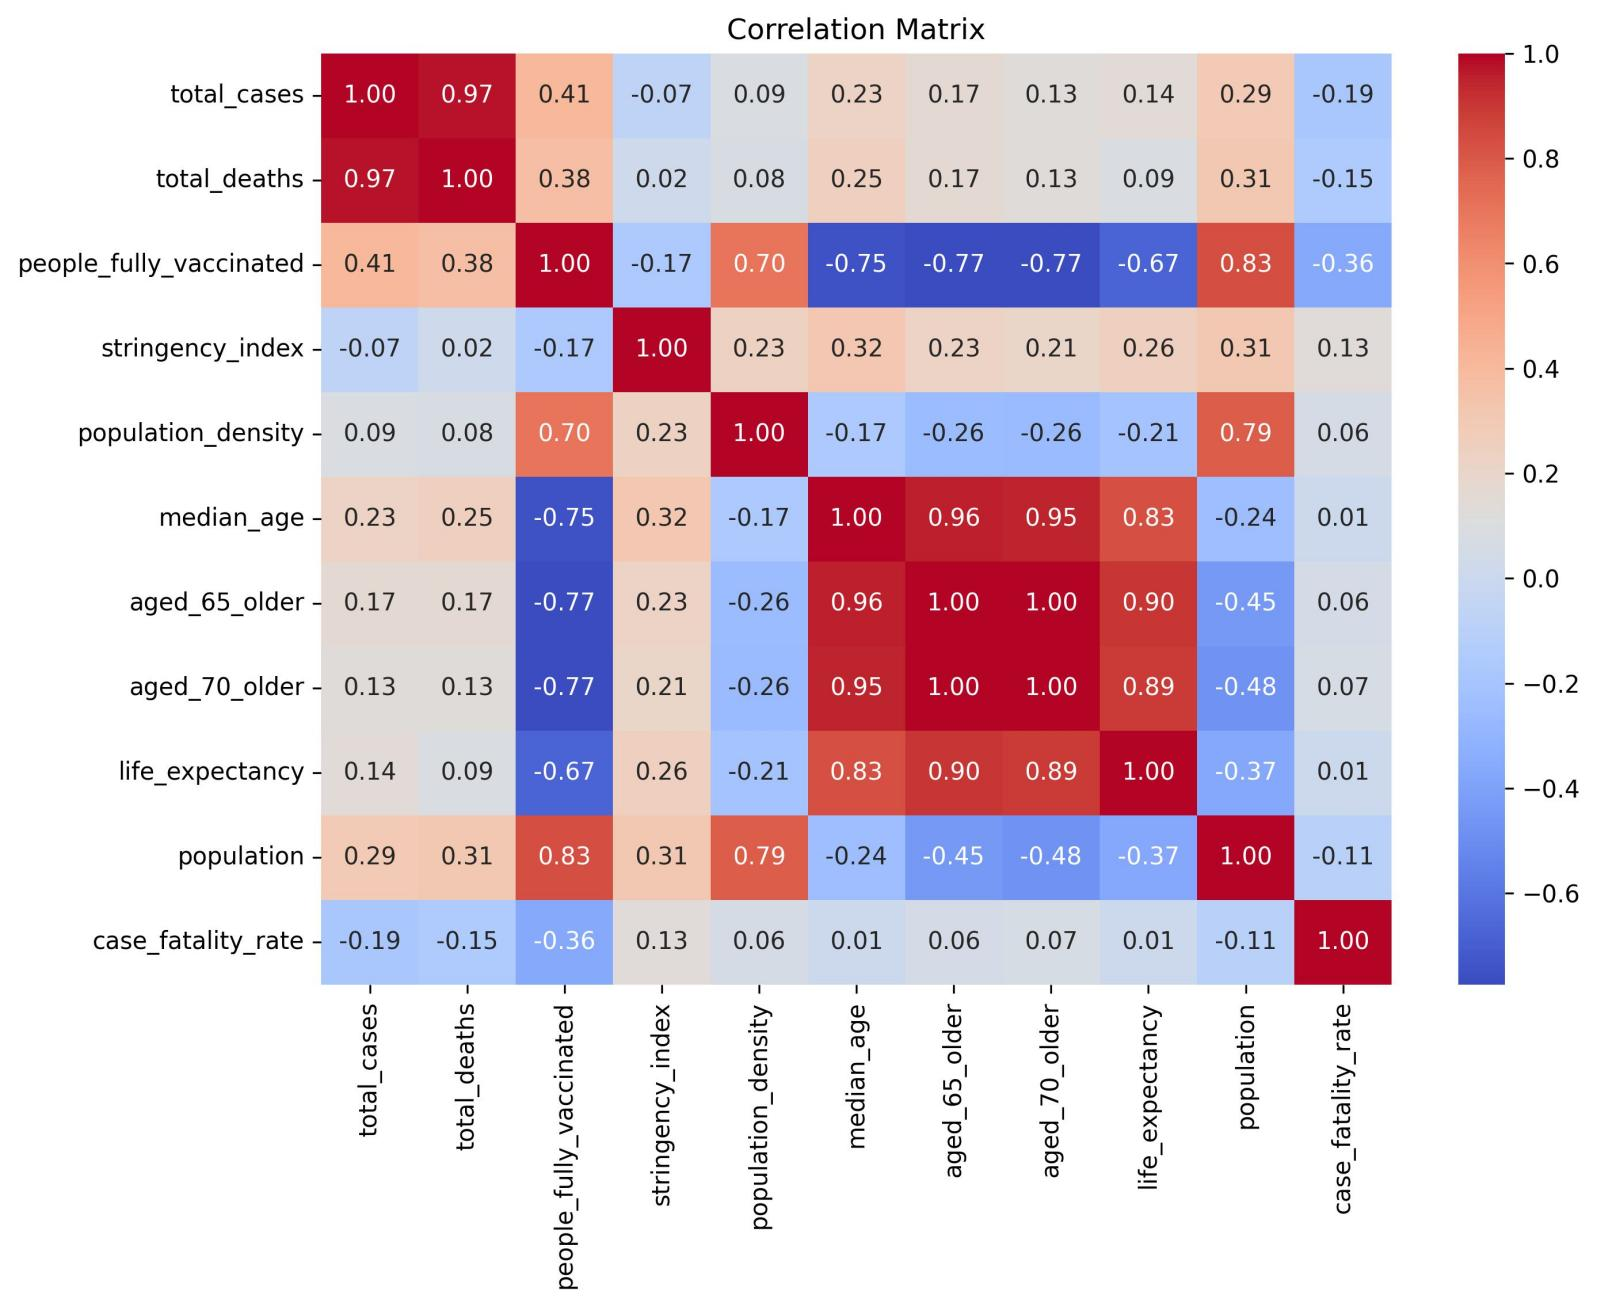 Correlation Matrix
total_cases 1.00 0.97 0.41 -0.07 0.09 0.23 0.17 0.13 0.14 0.29 -0.19
total_deaths 0.97 1.00 0.38 0.02 0.08 0.25 0.17 0.13 0.09 0.31 -0.15
people_fully_vaccinated 0.41 0.38 1.00 -0.17 0.70 -0.75 -0.77 -0.77 -0.67 0.83 -0.36
stringency_index -0.07 0.02 -0.17 1.00 0.23 0.32 0.23 0.21 0.26 0.31 0.13
population_density 0.09 0.08 0.70 0.23 1.00 -0.17 -0.26 -0.26 -0.21 0.79 0.06
median_age 0.23 0.25 -0.75 0.32 -0.17 1.00 0.96 0.95 0.83 -0.24 0.01
aged_65_older 0.17 0.17 -0.77 0.23 -0.26 0.96 1.00 1.00 0.90 -0.45 0.06
aged_70_older 0.13 0.13 -0.77 0.21 -0.26 0.95 1.00 1.00 0.89 -0.48 0.07
life_expectancy 0.14 0.09 -0.67 0.26 -0.21 0.83 0.90 0.89 1.00 -0.37 0.01
population 0.29 0.31 0.83 0.31 0.79 -0.24 -0.45 -0.48 -0.37 1.00 -0.11
case_fatality_rate -0.19 -0.15 -0.36 0.13 0.06 0.01 0.06 0.07 0.01 -0.11 1.00
total_cases
total_deaths
people_fully_vaccinated
stringency_index
population_density
median_age
aged_65_older
aged_70_older
life_expectancy
population
case_fatality_rate
1.0
0.8
0.6
0.4
0.2
0.0
−0.2
−0.4
−0.6